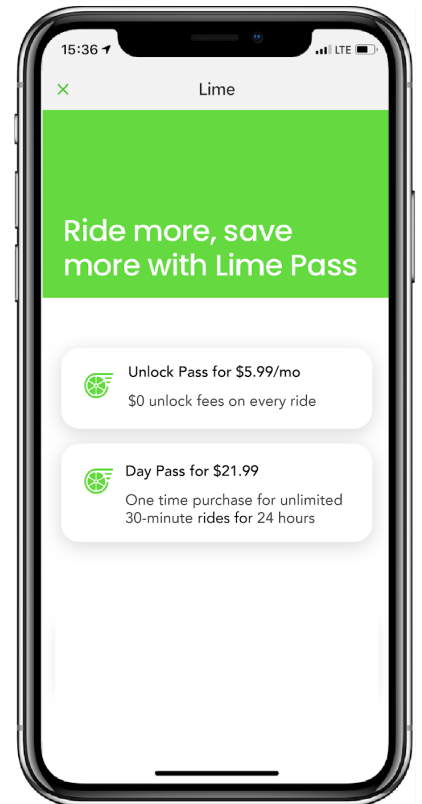 15:36 LTE
Lime
Ride more, save
more with Lime Pass
Unlock Pass for $5.99/mo
$0 unlock fees on every ride
Day Pass for $21.99
One time purchase for unlimited
30-minute rides for 24 hours